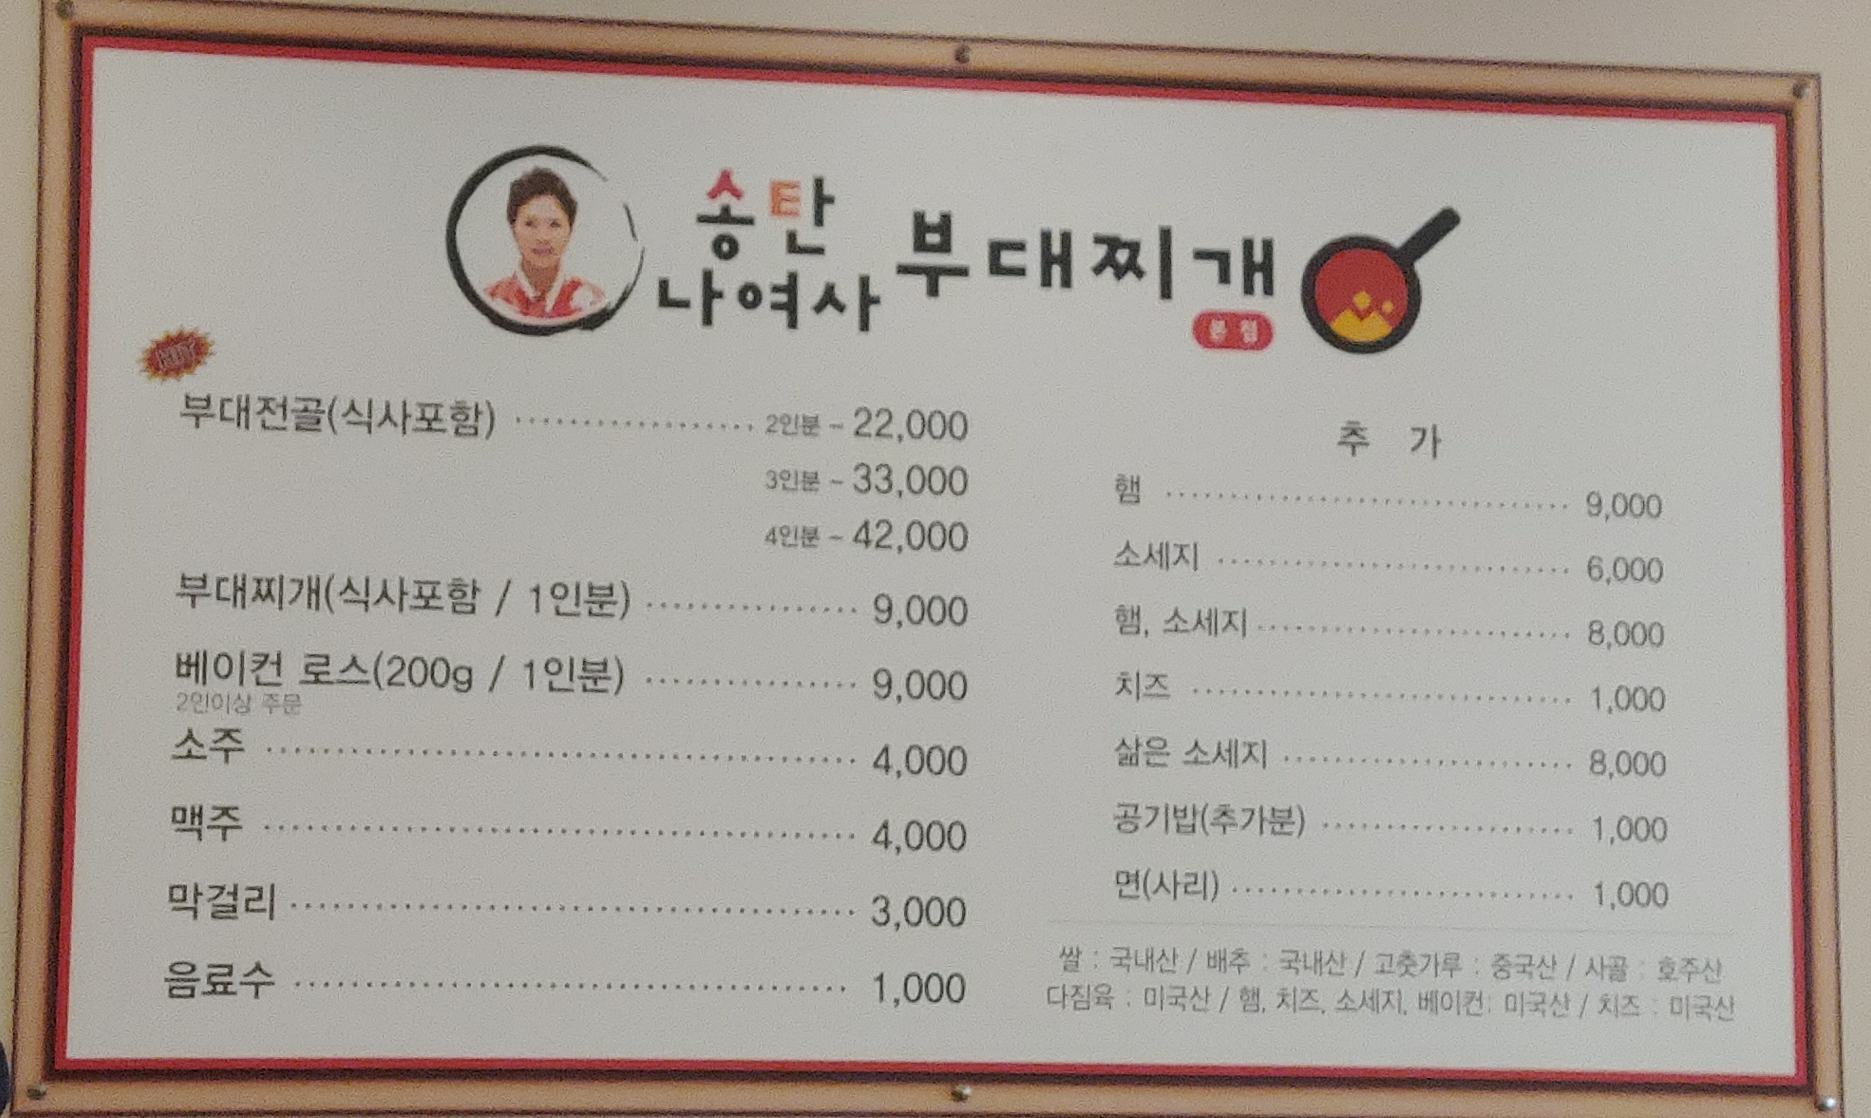 송탄
나여사
부대찌개
본점
HOT
부대전골(식사포함) 2인분 ~ 22,000
3인분 ~ 33,000
4인분 ~ 42,000
부대찌개(식사포함 / 1인분) 9,000
베이컨 로스(200g / 1인분) 9,000
2인이상 주문
소주 4,000
맥주 4,000
막걸리 3,000
음료수 1,000
추 가
햄 9,000
소세지 6,000
햄, 소세지 8,000
치즈 1,000
삶은 소세지 8,000
공기밥(추가분) 1,000
면(사리) 1,000
쌀 : 국내산 / 배추 : 국내산 / 고춧가루 : 중국산 / 사골 : 호주산
다짐육 : 미국산 / 햄, 치즈, 소세지, 베이컨: 미국산 / 치즈 : 미국산